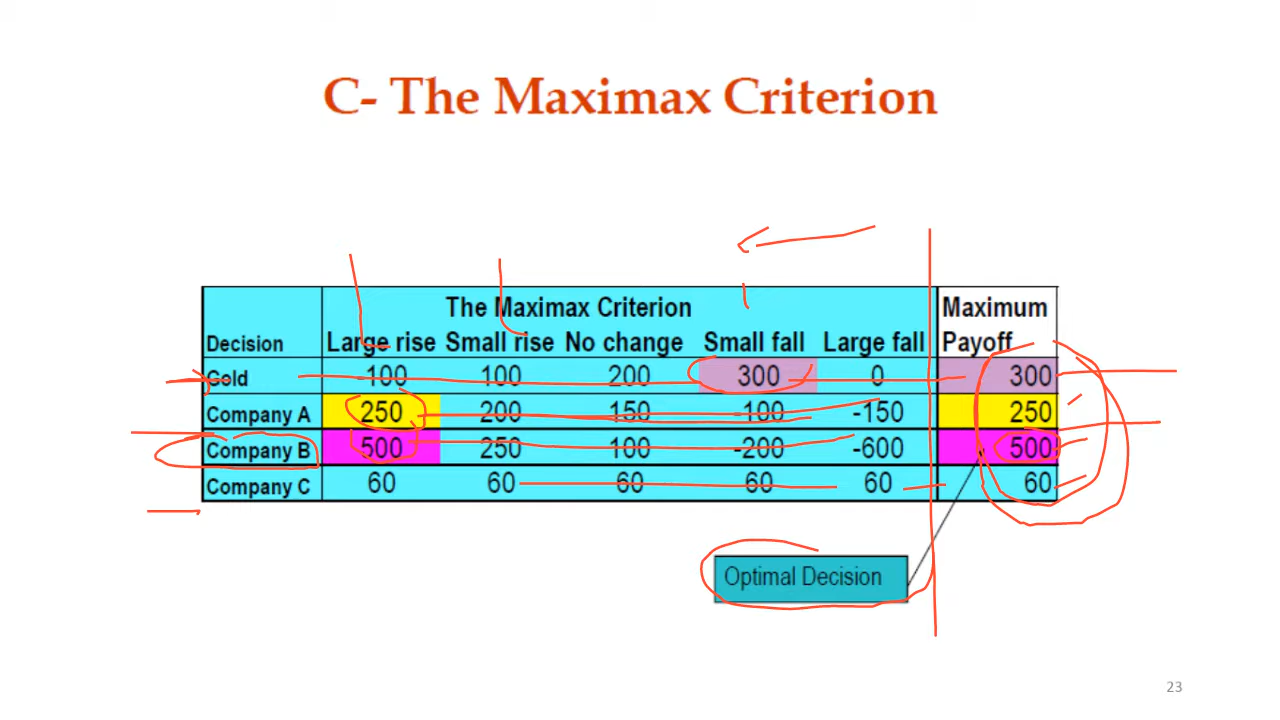 C- The Maximax Criterion
The Maximax Criterion Maximum
Decision Large rise Small rise No change Small fall Large fall Payoff
Gold -100 100 200 300 0 300
Company A 250 200 150 -100 -150 250
Company B 500 250 100 -200 -600 500
Company C 60 60 60 60 60 60
Optimal Decision
23